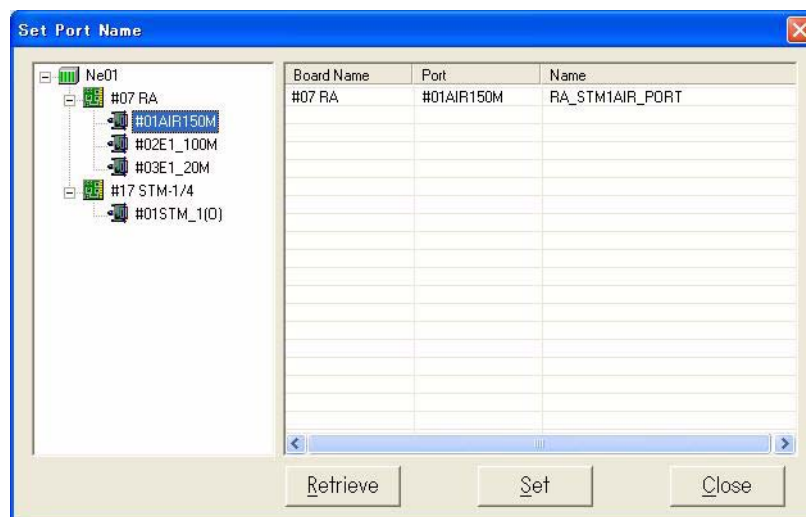 Set Port Name
Ne01
#07 RA
#01AIR150M
#02E1_100M
#03E1_20M
#17 STM-1/4
#01STM_1(O)
Board Name Port Name
#07 RA #01AIR150M RA_STM1AIR_PORT
Retrieve Set Close